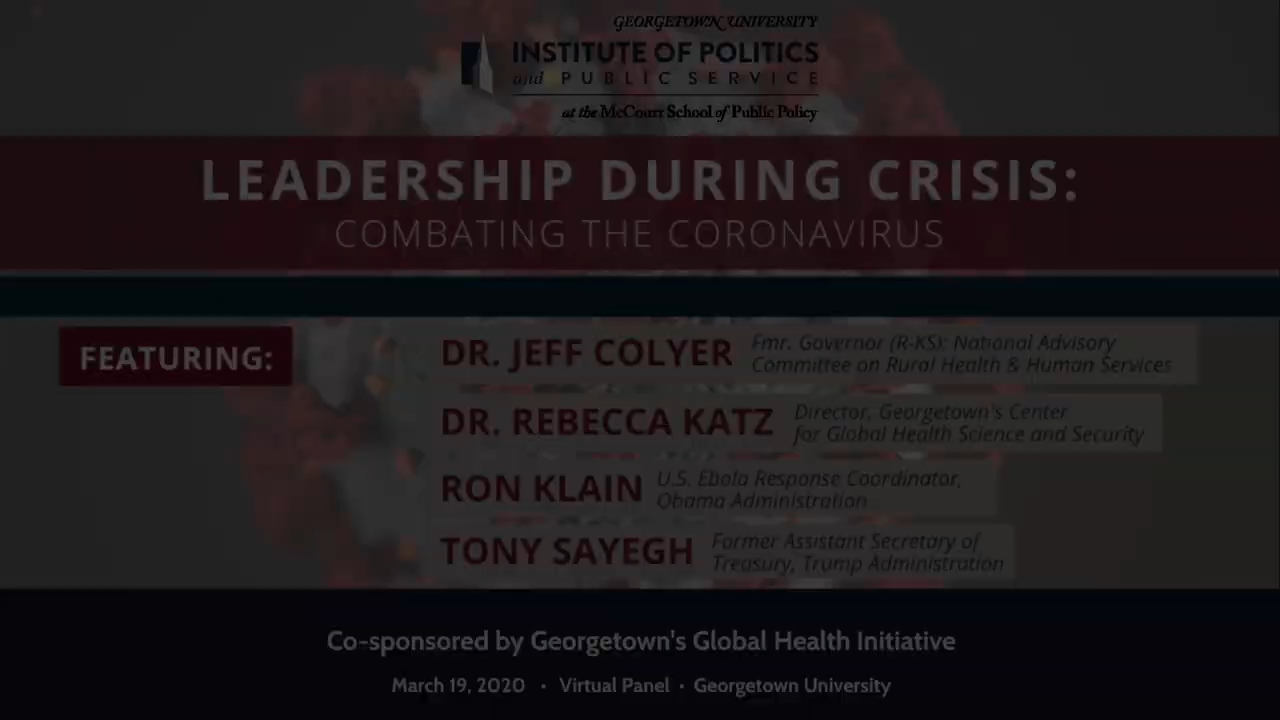 GEORGETOWN UNIVERSITY
INSTITUTE OF POLITICS
and PUBLIC SERVICE
at the McCourt School of Public Policy
LEADERSHIP DURING CRISIS:
COMBATING THE CORONAVIRUS
FEATURING:
DR. JEFF COLYER
Fmr. Governor (R-KS); National Advisory
Committee on Rural Health & Human Services
DR. REBECCA KATZ
Director, Georgetown's Center
for Global Health Science and Security
RON KLAIN
U.S. Ebola Response Coordinator,
Obama Administration
TONY SAYEGH
Former Assistant Secretary of
Treasury, Trump Administration
Co-sponsored by Georgetown's Global Health Initiative
March 19, 2020 • Virtual Panel • Georgetown University